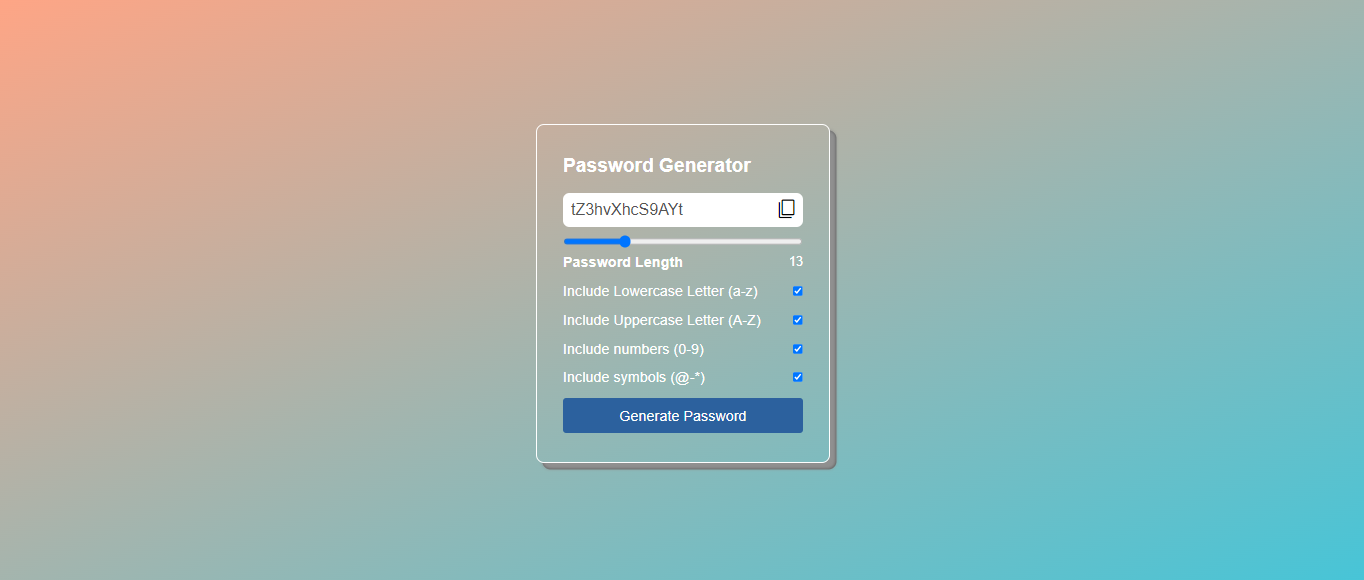 Password Generator
tZ3hvXhcS9AYt
Password Length 13
Include Lowercase Letter (a-z)
Include Uppercase Letter (A-Z)
Include numbers (0-9)
Include symbols (@-*)
Generate Password